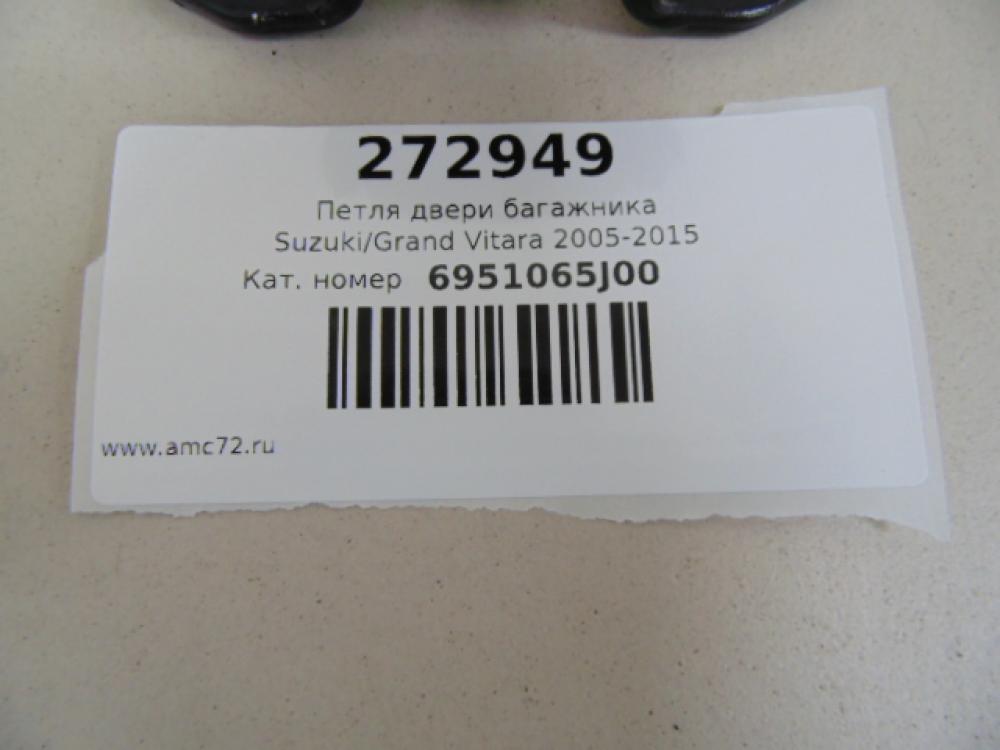 272949
Петля двери багажника
Suzuki/Grand Vitara 2005-2015
Кат. номер 6951065J00
www.amc72.ru